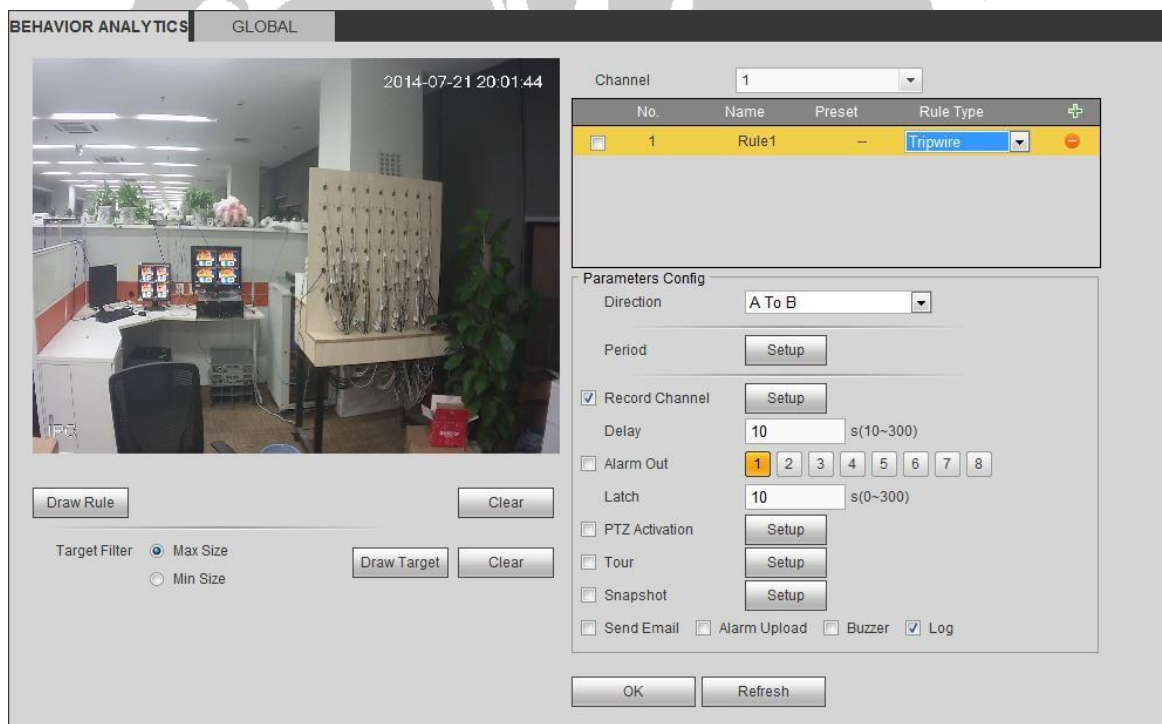 BEHAVIOR ANALYTICS GLOBAL
2014-07-21 20:01:44
IPC
Draw Rule Clear
Target Filter Max Size
Min Size
Draw Target Clear
Channel 1
No. Name Preset Rule Type
1 Rule1 -- Tripwire
Parameters Config
Direction A To B
Period Setup
Record Channel Setup
Delay 10 s(10~300)
Alarm Out 1 2 3 4 5 6 7 8
Latch 10 s(0~300)
PTZ Activation Setup
Tour Setup
Snapshot Setup
Send Email Alarm Upload Buzzer Log
OK Refresh